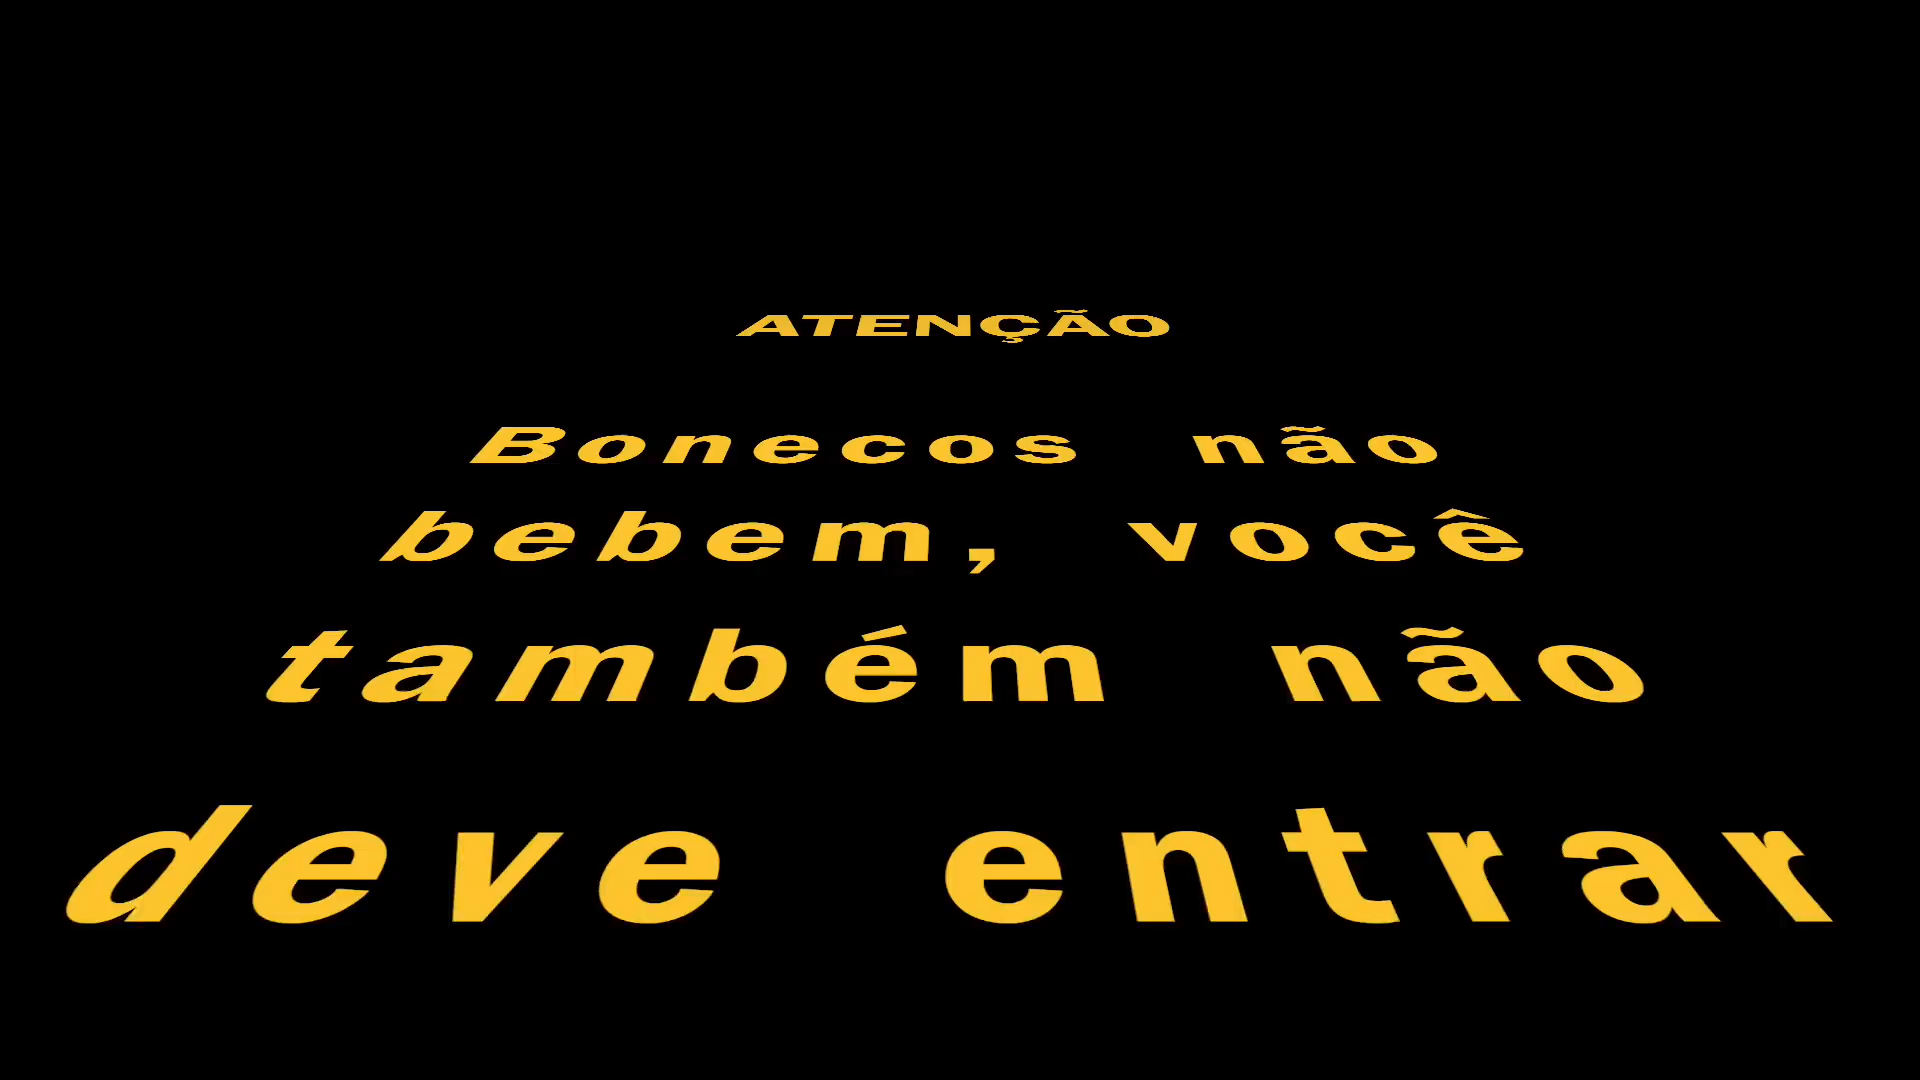 ATENÇÃO
Bonecos não
bebem, você
também não
deve entrar